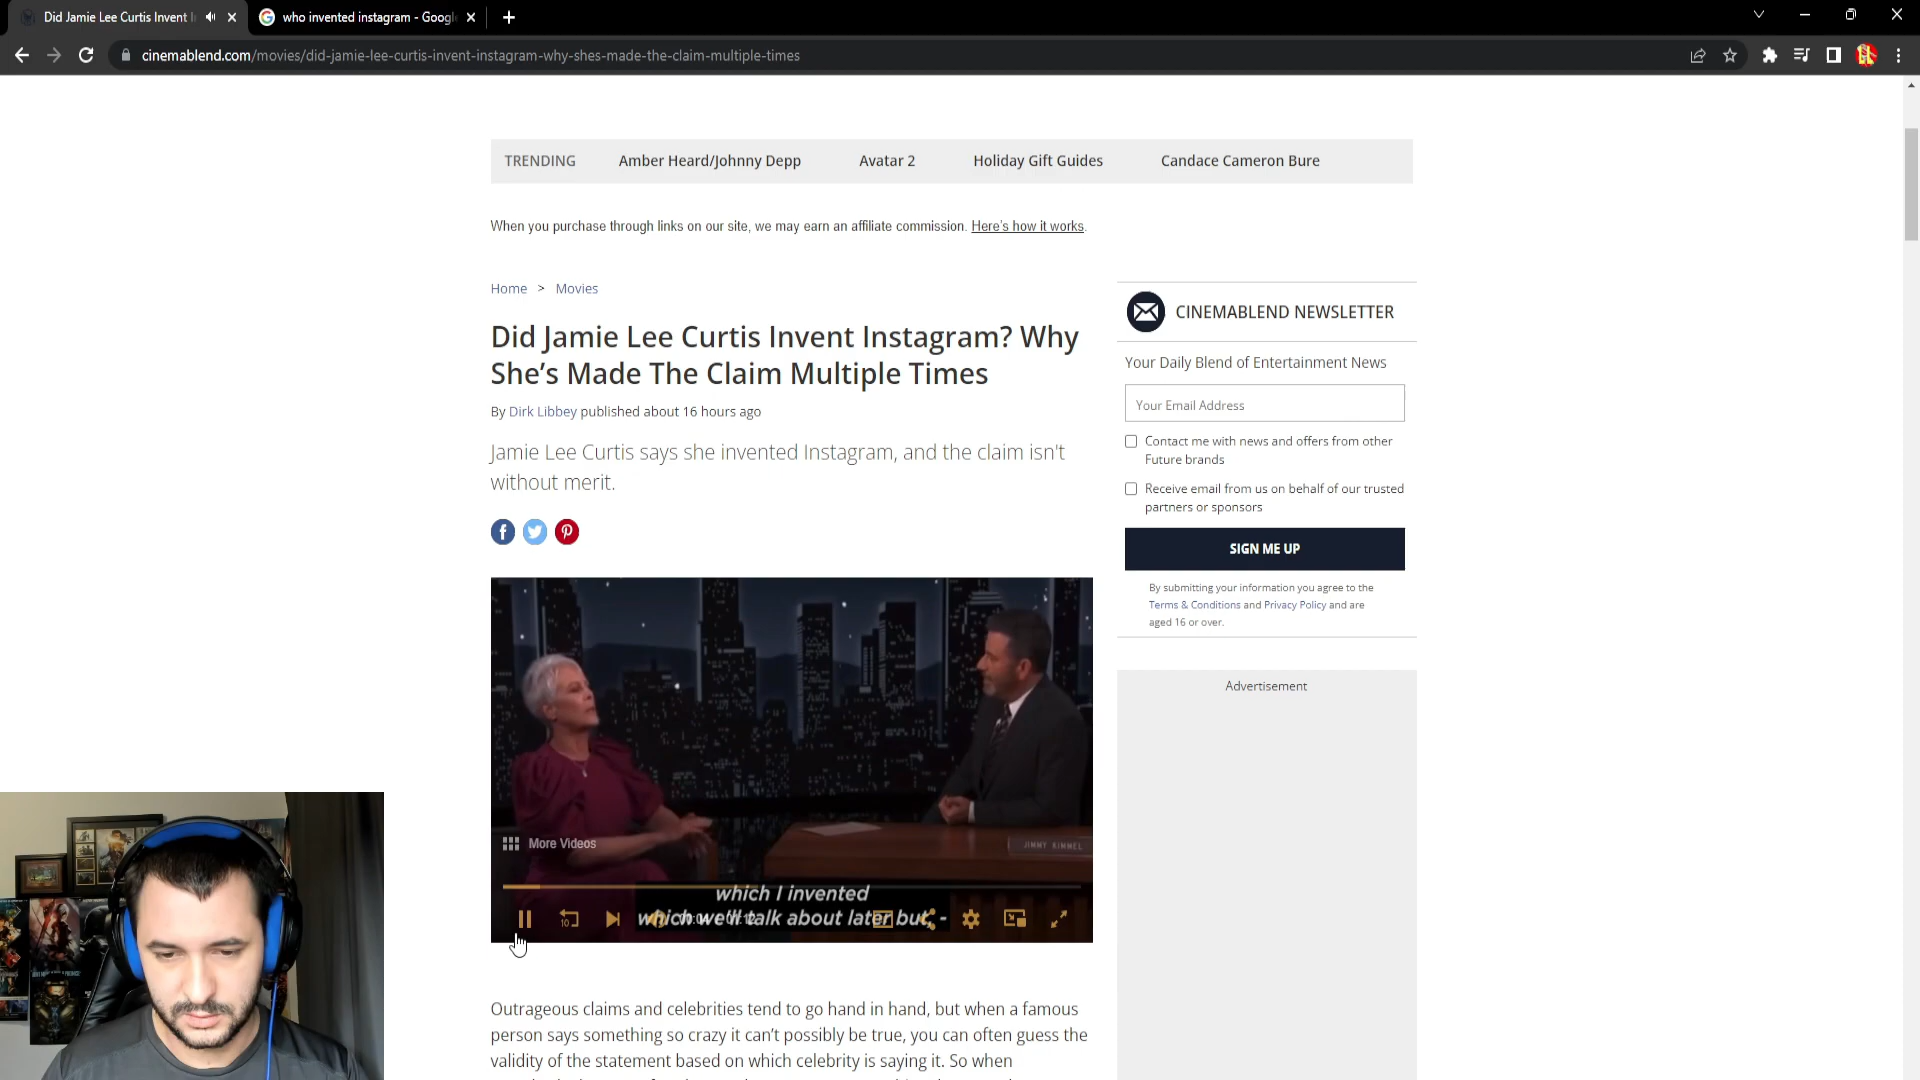 Did Jamie Lee Curtis Invent I
who invented instagram - Googl
cinemablend.com/movies/did-jamie-lee-curtis-invent-instagram-why-shes-made-the-claim-multiple-times
TRENDING Amber Heard/Johnny Depp Avatar 2 Holiday Gift Guides Candace Cameron Bure
When you purchase through links on our site, we may earn an affiliate commission. Here's how it works.
Home > Movies
Did Jamie Lee Curtis Invent Instagram? Why
She's Made The Claim Multiple Times
By Dirk Libbey published about 16 hours ago
Jamie Lee Curtis says she invented Instagram, and the claim isn't
without merit.
More Videos
JIMMY KIMMEL
which I invented
which we'll talk about later but, -
10
Outrageous claims and celebrities tend to go hand in hand, but when a famous
person says something so crazy it can't possibly be true, you can often guess the
validity of the statement based on which celebrity is saying it. So when
CINEMABLEND NEWSLETTER
Your Daily Blend of Entertainment News
Your Email Address
Contact me with news and offers from other
Future brands
Receive email from us on behalf of our trusted
partners or sponsors
SIGN ME UP
By submitting your information you agree to the
Terms & Conditions and Privacy Policy and are
aged 16 or over.
Advertisement